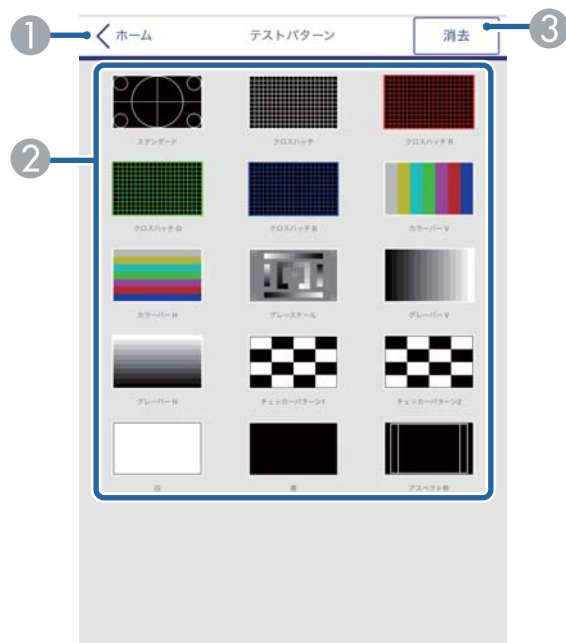 1
ホーム
テストパターン
消去
3
2
スタンダード
クロスハッチ
クロスハッチ R
クロスハッチ G
クロスハッチ B
カラーバー V
カラーバー H
グレースケール
グレーバー V
グレーバー H
チェッカーパターン1
チェッカーパターン2
白
黒
アスペクト枠